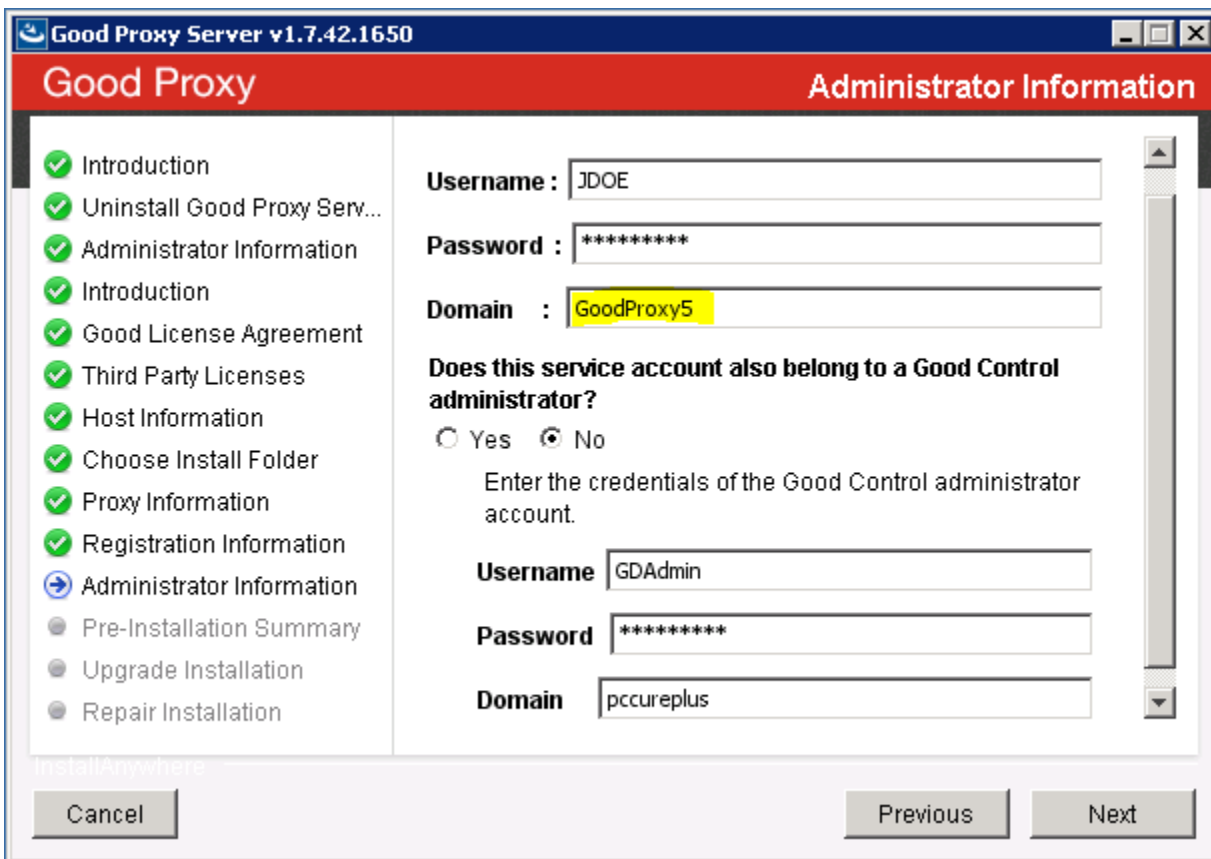 Good Proxy Server v1.7.42.1650
Good Proxy
Administrator Information
Introduction
Uninstall Good Proxy Serv...
Administrator Information
Introduction
Good License Agreement
Third Party Licenses
Host Information
Choose Install Folder
Proxy Information
Registration Information
Administrator Information
Pre-Installation Summary
Upgrade Installation
Repair Installation
Username : JDOE
Password : *********
Domain : GoodProxy5
Does this service account also belong to a Good Control
administrator?
Yes No
Enter the credentials of the Good Control administrator
account.
Username GDAdmin
Password *********
Domain pccureplus
InstallAnywhere
Cancel
Previous
Next